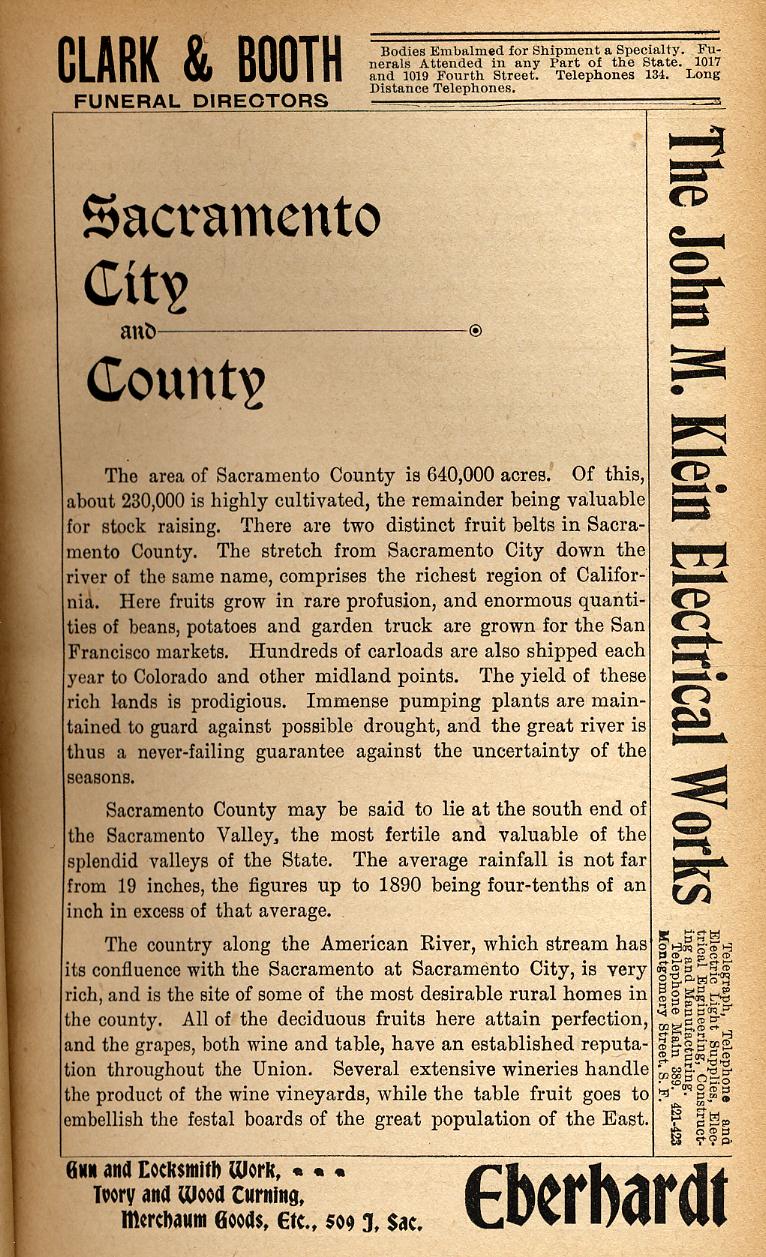 CLARK & BOOTH
FUNERAL DIRECTORS
Bodies Embalmed for Shipment a Specialty. Fu-
nerals Attended in any Part of the State. 1017
and 1019 Fourth Street. Telephones 134. Long
Distance Telephones.
Sacramento
City
and
County
The area of Sacramento County is 640,000 acres. Of this,
about 230,000 is highly cultivated, the remainder being valuable
for stock raising. There are two distinct fruit belts in Sacra-
mento County. The stretch from Sacramento City down the
river of the same name, comprises the richest region of Califor-
nia. Here fruits grow in rare profusion, and enormous quanti-
ties of beans, potatoes and garden truck are grown for the San
Francisco markets. Hundreds of carloads are also shipped each
year to Colorado and other midland points. The yield of these
rich lands is prodigious. Immense pumping plants are main-
tained to guard against possible drought, and the great river is
thus a never-failing guarantee against the uncertainty of the
seasons.
Sacramento County may be said to lie at the south end of
the Sacramento Valley, the most fertile and valuable of the
splendid valleys of the State. The average rainfall is not far
from 19 inches, the figures up to 1890 being four-tenths of an
inch in excess of that average.
The country along the American River, which stream has
its confluence with the Sacramento at Sacramento City, is very
rich, and is the site of some of the most desirable rural homes in
the county. All of the deciduous fruits here attain perfection,
and the grapes, both wine and table, have an established reputa-
tion throughout the Union. Several extensive wineries handle
the product of the wine vineyards, while the table fruit goes to
embellish the festal boards of the great population of the East.
The John M. Klein Electrical Works
Telegraph, Telephone and
Electric Light Supplies, Elec-
trical Engineering, Construct-
ing and Manufacturing.
Telephone Main 389. 421-423
Montgomery Street, S. F.
Gun and Locksmith Work,
Ivory and Wood Turning,
Merchaum Goods, Etc., 509 J, Sac.
Eberhardt